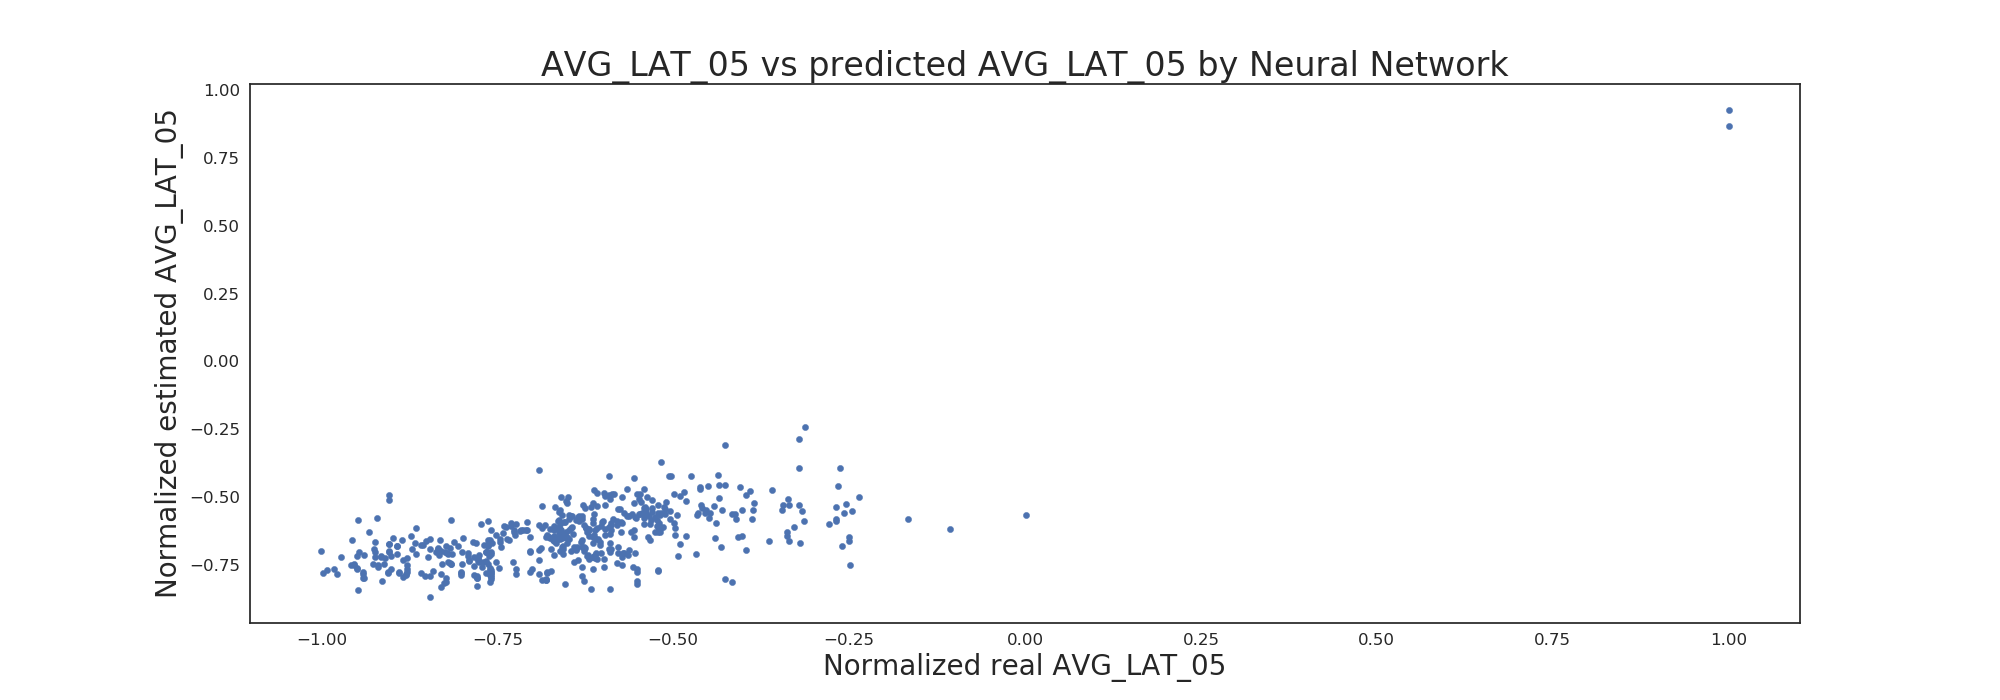 AVG_LAT_05 vs predicted AVG_LAT_05 by Neural Network
Normalized estimated AVG_LAT_05
1.00
0.75
0.50
0.25
0.00
−0.25
−0.50
−0.75
−1.00 −0.75 −0.50 −0.25 0.00 0.25 0.50 0.75 1.00
Normalized real AVG_LAT_05